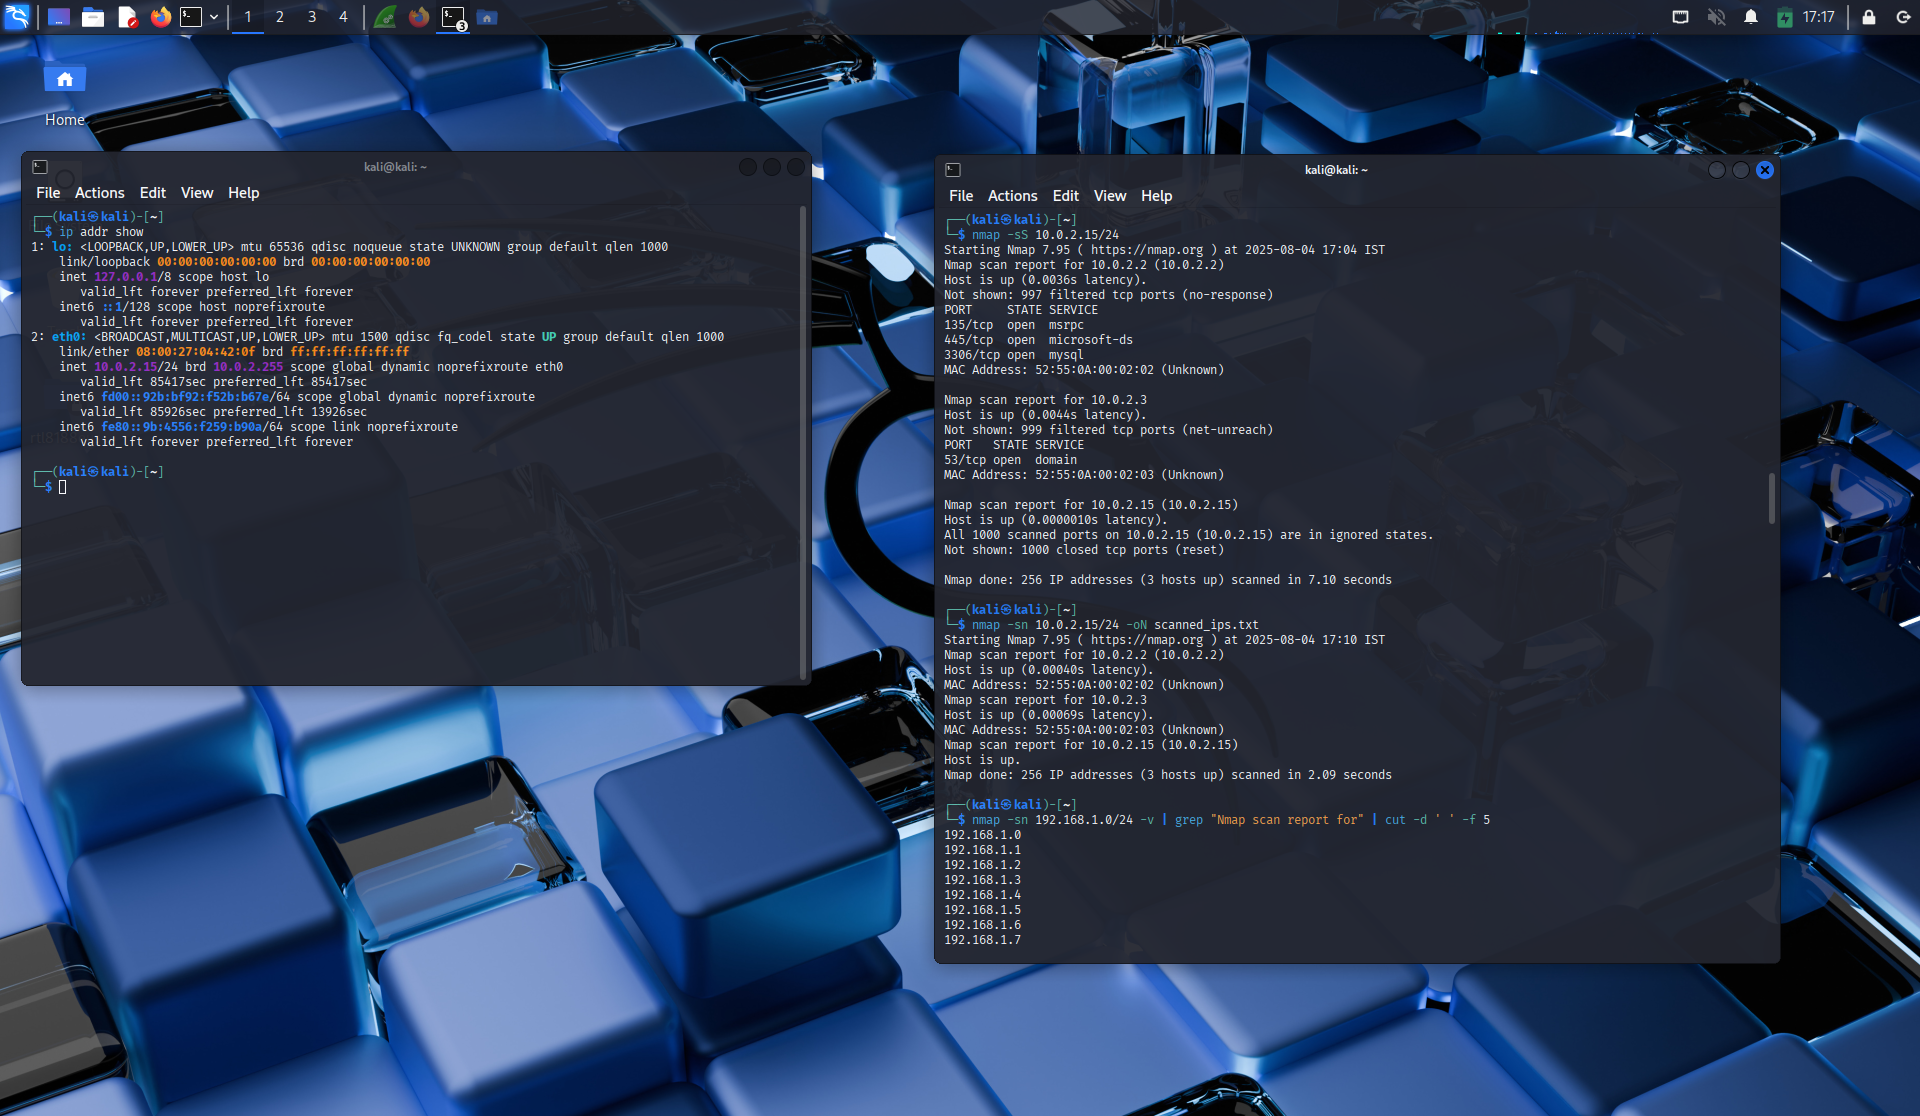 1 2 3 4
3
17:17
Home
kali@kali: ~
File Actions Edit View Help
┌──(kali㉿kali)-[~]
└─$ ip addr show
1: lo: <LOOPBACK,UP,LOWER_UP> mtu 65536 qdisc noqueue state UNKNOWN group default qlen 1000
link/loopback 00:00:00:00:00:00 brd 00:00:00:00:00:00
inet 127.0.0.1/8 scope host lo
valid_lft forever preferred_lft forever
inet6 ::1/128 scope host noprefixroute
valid_lft forever preferred_lft forever
2: eth0: <BROADCAST,MULTICAST,UP,LOWER_UP> mtu 1500 qdisc fq_codel state UP group default qlen 1000
link/ether 08:00:27:04:42:0f brd ff:ff:ff:ff:ff:ff
inet 10.0.2.15/24 brd 10.0.2.255 scope global dynamic noprefixroute eth0
valid_lft 85417sec preferred_lft 85417sec
inet6 fd00::92b:bf92:f52b:b67e/64 scope global dynamic noprefixroute
valid_lft 85926sec preferred_lft 13926sec
inet6 fe80::9b:4556:f259:b90a/64 scope link noprefixroute
valid_lft forever preferred_lft forever
┌──(kali㉿kali)-[~]
└─$
kali@kali: ~
File Actions Edit View Help
┌──(kali㉿kali)-[~]
└─$ nmap -sS 10.0.2.15/24
Starting Nmap 7.95 ( https://nmap.org ) at 2025-08-04 17:04 IST
Nmap scan report for 10.0.2.2 (10.0.2.2)
Host is up (0.0036s latency).
Not shown: 997 filtered tcp ports (no-response)
PORT     STATE SERVICE
135/tcp  open  msrpc
445/tcp  open  microsoft-ds
3306/tcp open  mysql
MAC Address: 52:55:0A:00:02:02 (Unknown)
Nmap scan report for 10.0.2.3
Host is up (0.0044s latency).
Not shown: 999 filtered tcp ports (net-unreach)
PORT   STATE SERVICE
53/tcp open  domain
MAC Address: 52:55:0A:00:02:03 (Unknown)
Nmap scan report for 10.0.2.15 (10.0.2.15)
Host is up (0.0000010s latency).
All 1000 scanned ports on 10.0.2.15 (10.0.2.15) are in ignored states.
Not shown: 1000 closed tcp ports (reset)
Nmap done: 256 IP addresses (3 hosts up) scanned in 7.10 seconds
┌──(kali㉿kali)-[~]
└─$ nmap -sn 10.0.2.15/24 -oN scanned_ips.txt
Starting Nmap 7.95 ( https://nmap.org ) at 2025-08-04 17:10 IST
Nmap scan report for 10.0.2.2 (10.0.2.2)
Host is up (0.00040s latency).
MAC Address: 52:55:0A:00:02:02 (Unknown)
Nmap scan report for 10.0.2.3
Host is up (0.00069s latency).
MAC Address: 52:55:0A:00:02:03 (Unknown)
Nmap scan report for 10.0.2.15 (10.0.2.15)
Host is up.
Nmap done: 256 IP addresses (3 hosts up) scanned in 2.09 seconds
┌──(kali㉿kali)-[~]
└─$ nmap -sn 192.168.1.0/24 -v | grep "Nmap scan report for" | cut -d ' ' -f 5
192.168.1.0
192.168.1.1
192.168.1.2
192.168.1.3
192.168.1.4
192.168.1.5
192.168.1.6
192.168.1.7